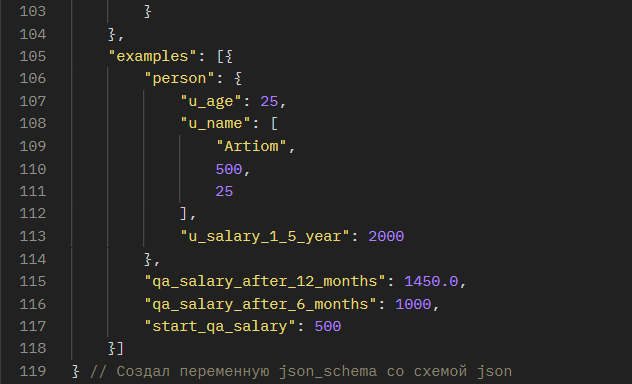 103 }
104 },
105 "examples": [{
106 "person": {
107 "u_age": 25,
108 "u_name": [
109 "Artiom",
110 500,
111 25
112 ],
113 "u_salary_1_5_year": 2000
114 },
115 "qa_salary_after_12_months": 1450.0,
116 "qa_salary_after_6_months": 1000,
117 "start_qa_salary": 500
118 }]
119 } // Создал переменную json_schema со схемой json